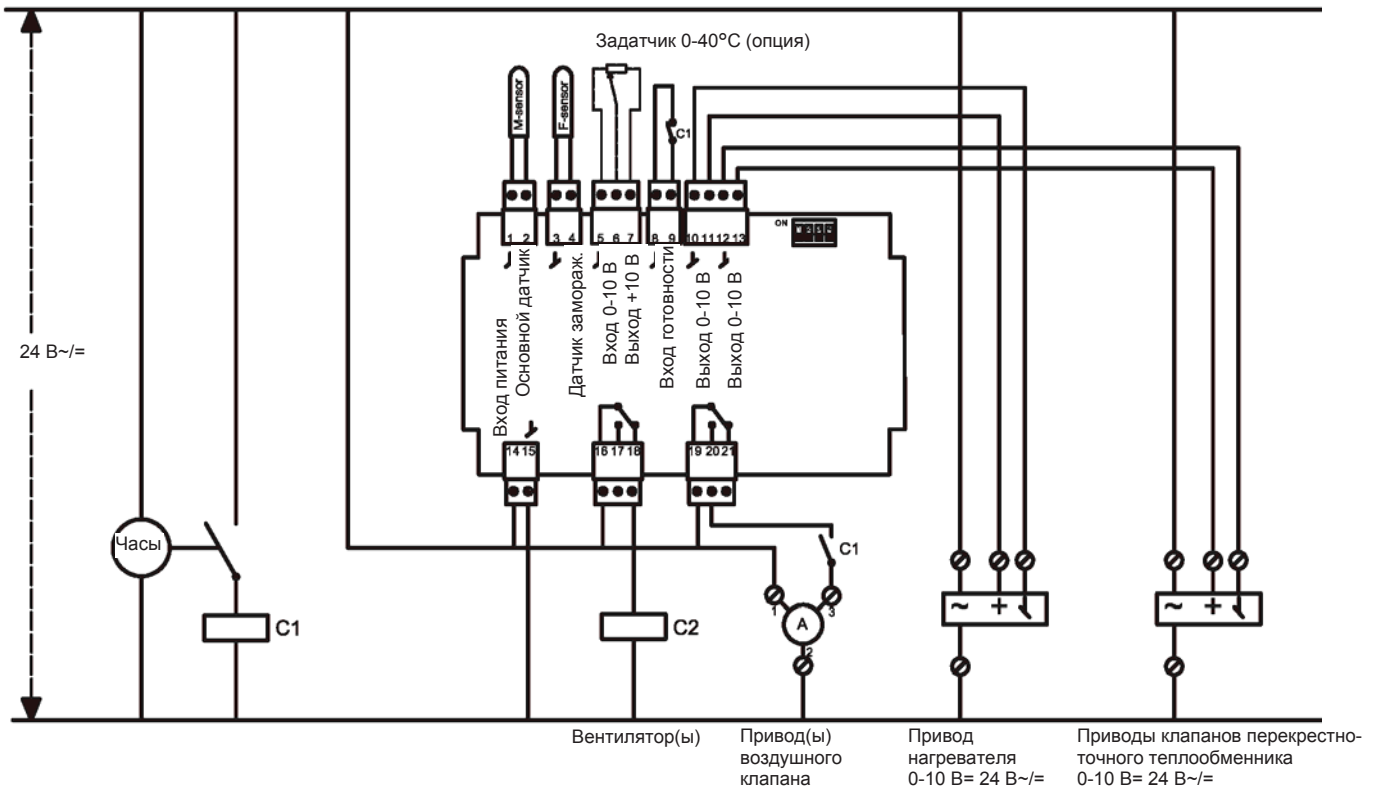 Задатчик 0-40°C (опция)
M-sensor
F-sensor
C1
ON
1 2
3 4
5 6 7
8 9
10 11 12 13
Вход питания
Основной датчик
Датчик замораж.
Вход 0-10 В
Выход +10 В
Вход готовности
Выход 0-10 В
Выход 0-10 В
24 В~/=
14 15
16 17 18
19 20 21
Часы
C1
C1
C2
1
3
A
2
~ +
~ +
Вентилятор(ы)
Привод(ы)
воздушного
клапана
Привод
нагревателя
0-10 В= 24 В~/=
Приводы клапанов перекрестно-
точного теплообменника
0-10 В= 24 В~/=